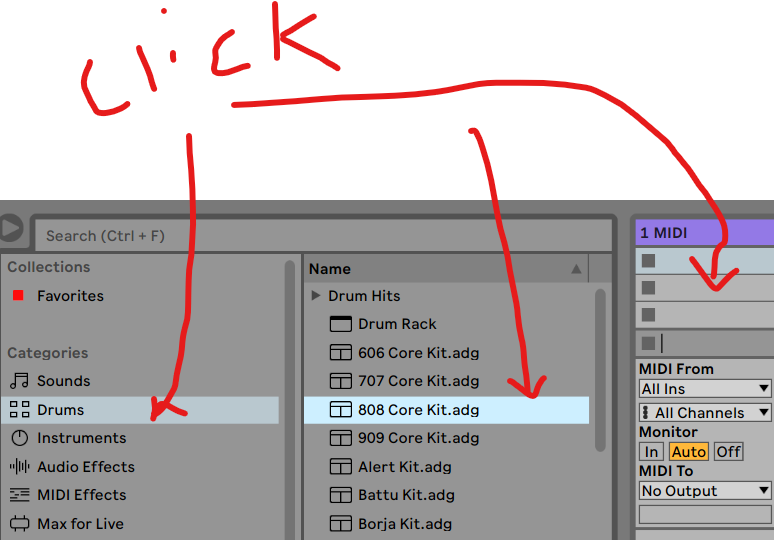 click
Search (Ctrl + F)
1 MIDI
Collections
Name
Favorites
Drum Hits
Drum Rack
Categories
606 Core Kit.adg
Sounds
707 Core Kit.adg
MIDI From
All Ins
Drums
808 Core Kit.adg
All Channels
Instruments
909 Core Kit.adg
Monitor
In Auto Off
Audio Effects
Alert Kit.adg
MIDI To
MIDI Effects
Battu Kit.adg
No Output
Max for Live
Borja Kit.adg